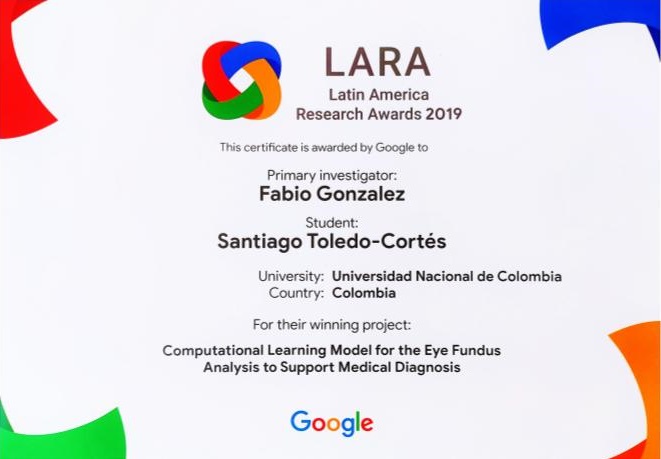 LARA
Latin America
Research Awards 2019
This certificate is awarded by Google to
Primary investigator:
Fabio Gonzalez
Student:
Santiago Toledo-Cortés
University: Universidad Nacional de Colombia
Country: Colombia
For their winning project:
Computational Learning Model for the Eye Fundus
Analysis to Support Medical Diagnosis
Google